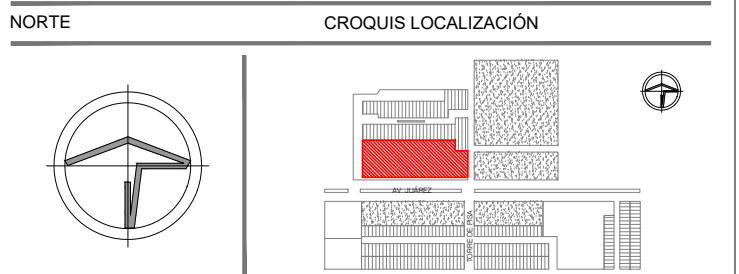 NORTE
CROQUIS LOCALIZACIÓN
AV. JUÁREZ
TORRE DE PISA